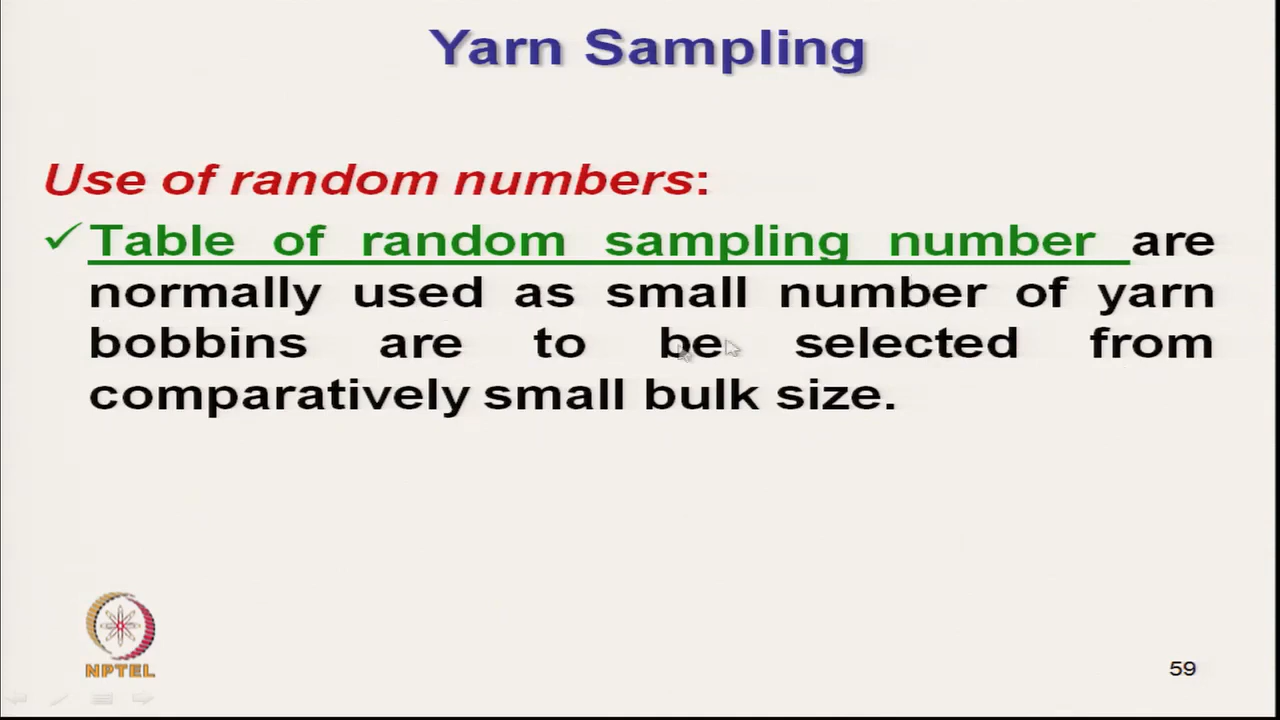 Yarn Sampling
Use of random numbers:
✓ Table of random sampling number are
normally used as small number of yarn
bobbins are to be selected from
comparatively small bulk size.
NPTEL
59